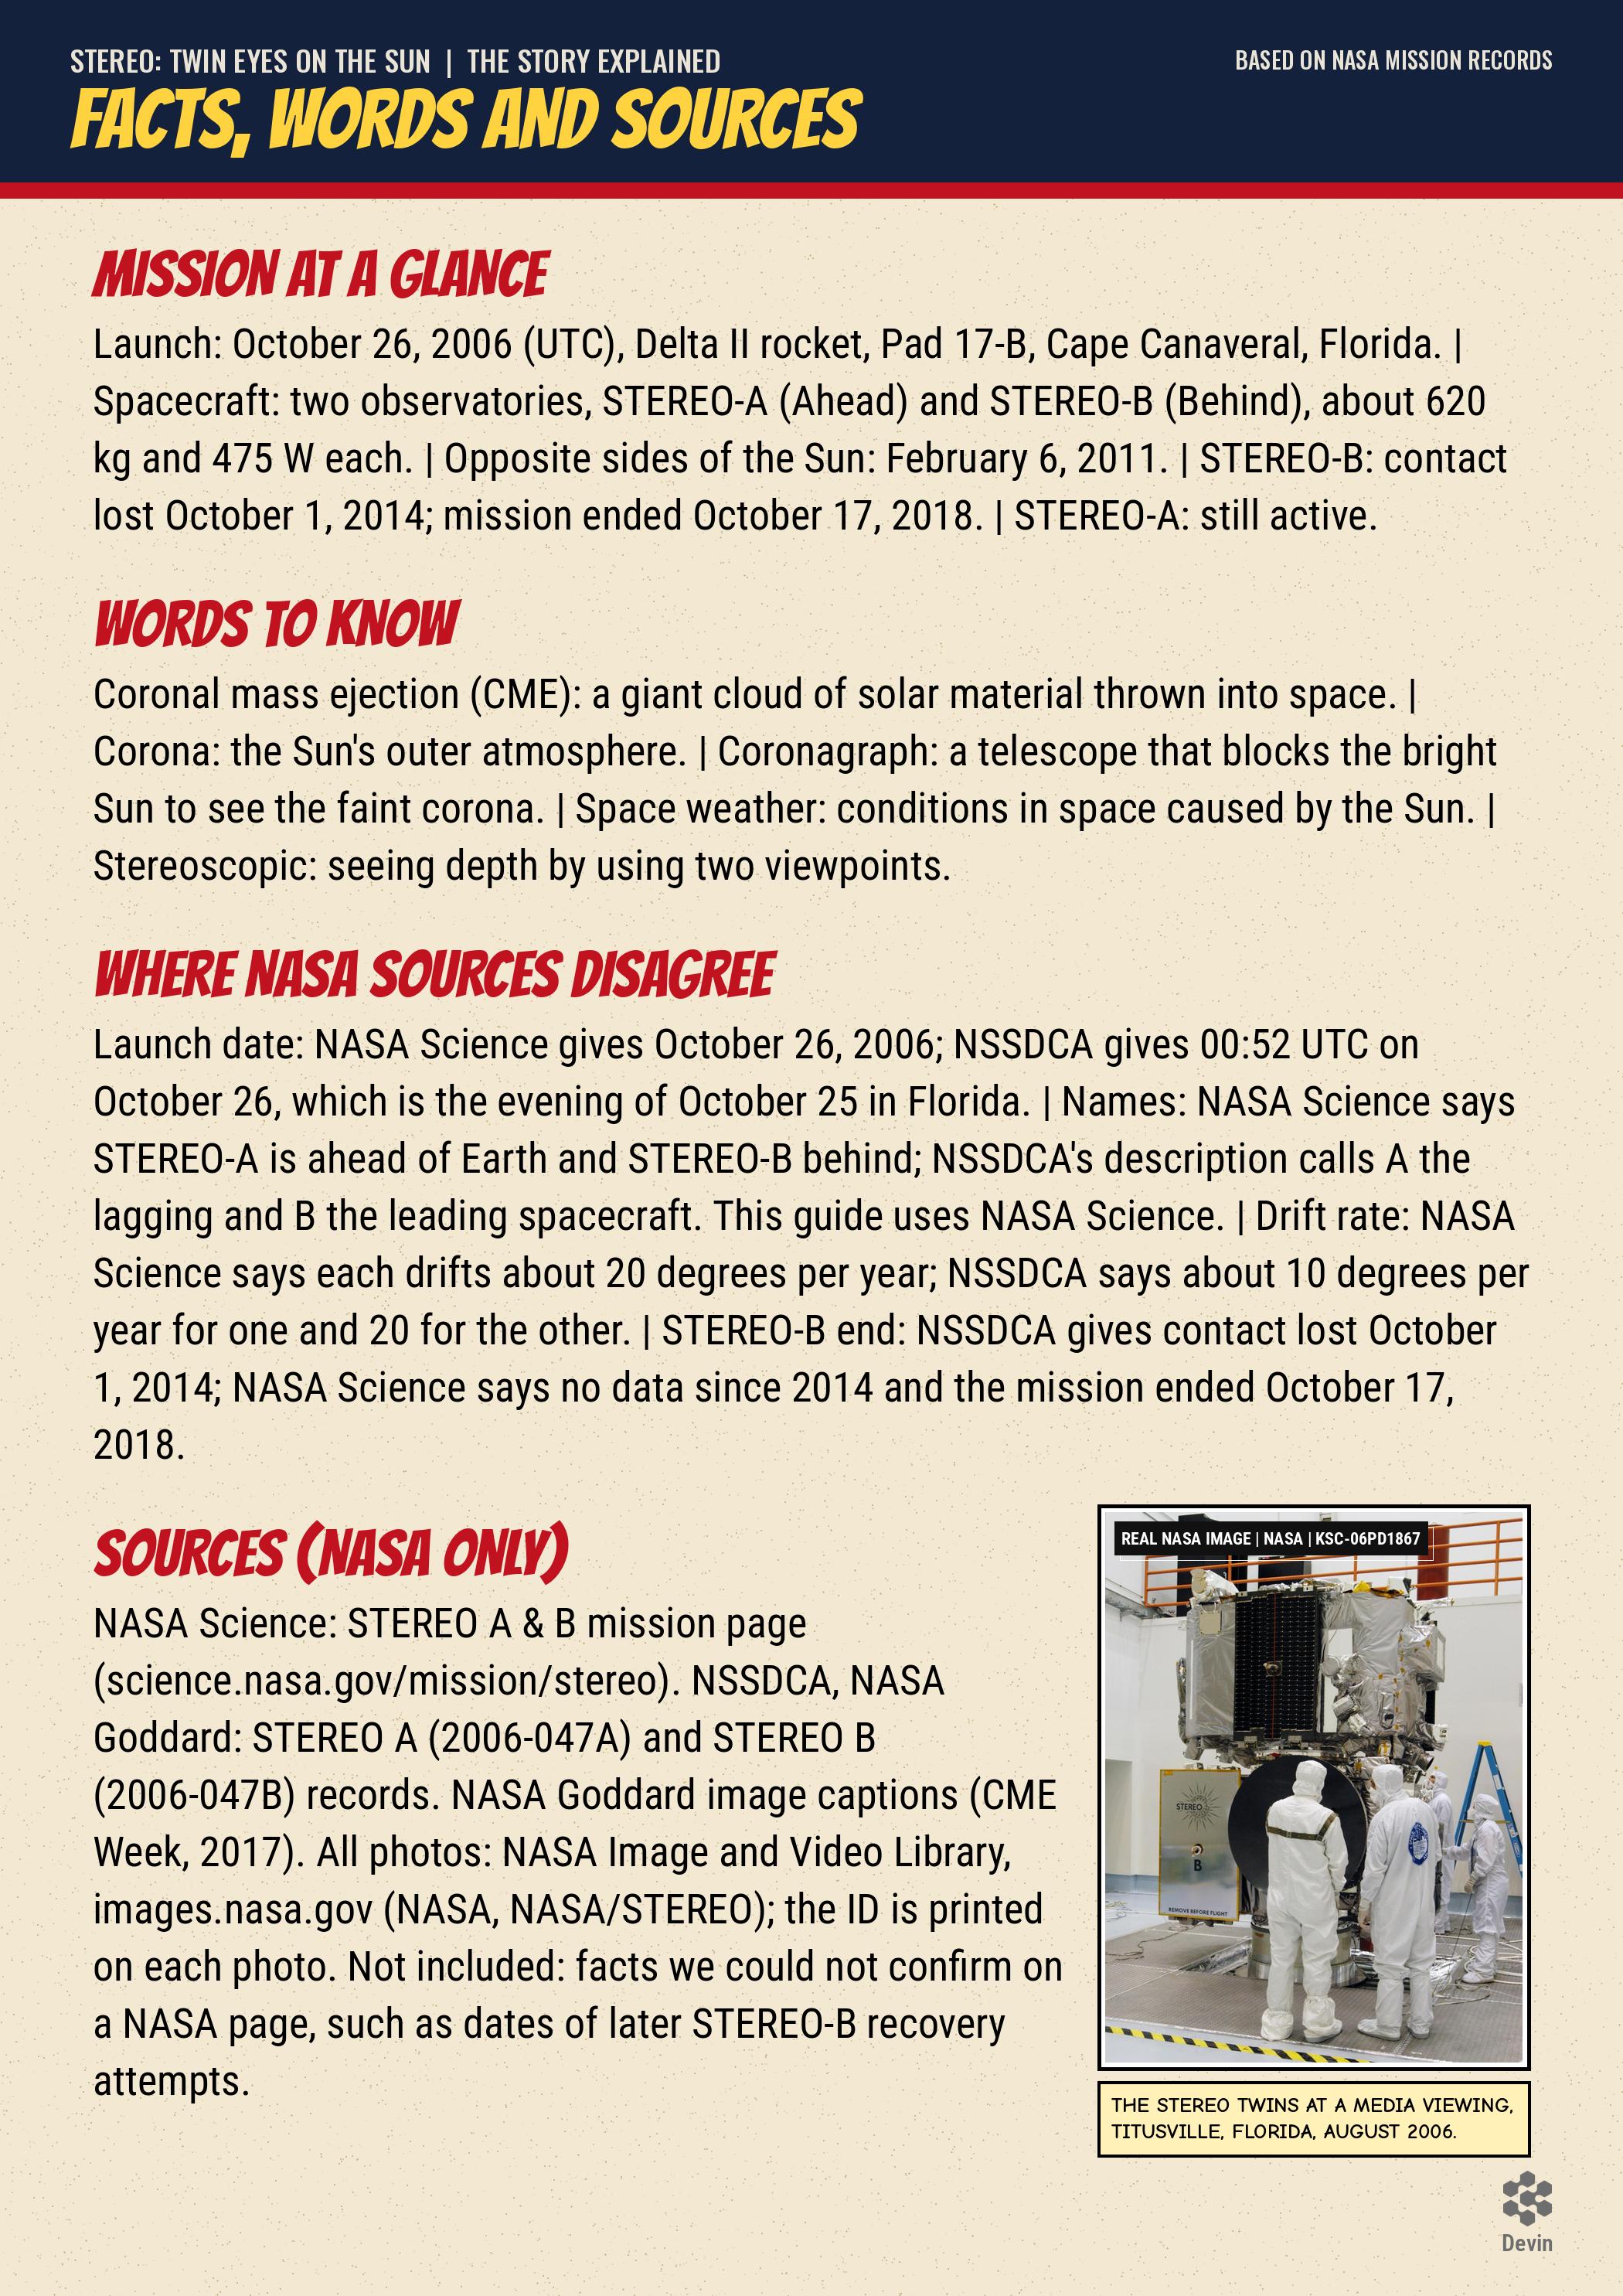 STEREO: TWIN EYES ON THE SUN | THE STORY EXPLAINED
BASED ON NASA MISSION RECORDS
FACTS, WORDS AND SOURCES
MISSION AT A GLANCE
Launch: October 26, 2006 (UTC), Delta II rocket, Pad 17-B, Cape Canaveral, Florida. |
Spacecraft: two observatories, STEREO-A (Ahead) and STEREO-B (Behind), about 620
kg and 475 W each. | Opposite sides of the Sun: February 6, 2011. | STEREO-B: contact
lost October 1, 2014; mission ended October 17, 2018. | STEREO-A: still active.
WORDS TO KNOW
Coronal mass ejection (CME): a giant cloud of solar material thrown into space. |
Corona: the Sun's outer atmosphere. | Coronagraph: a telescope that blocks the bright
Sun to see the faint corona. | Space weather: conditions in space caused by the Sun. |
Stereoscopic: seeing depth by using two viewpoints.
WHERE NASA SOURCES DISAGREE
Launch date: NASA Science gives October 26, 2006; NSSDCA gives 00:52 UTC on
October 26, which is the evening of October 25 in Florida. | Names: NASA Science says
STEREO-A is ahead of Earth and STEREO-B behind; NSSDCA's description calls A the
lagging and B the leading spacecraft. This guide uses NASA Science. | Drift rate: NASA
Science says each drifts about 20 degrees per year; NSSDCA says about 10 degrees per
year for one and 20 for the other. | STEREO-B end: NSSDCA gives contact lost October
1, 2014; NASA Science says no data since 2014 and the mission ended October 17,
2018.
SOURCES (NASA ONLY)
NASA Science: STEREO A & B mission page
(science.nasa.gov/mission/stereo). NSSDCA, NASA
Goddard: STEREO A (2006-047A) and STEREO B
(2006-047B) records. NASA Goddard image captions (CME
Week, 2017). All photos: NASA Image and Video Library,
images.nasa.gov (NASA, NASA/STEREO); the ID is printed
on each photo. Not included: facts we could not confirm on
a NASA page, such as dates of later STEREO-B recovery
attempts.
REAL NASA IMAGE | NASA | KSC-06PD1867
STEREO
B
REMOVE BEFORE FLIGHT
THE STEREO TWINS AT A MEDIA VIEWING,
TITUSVILLE, FLORIDA, AUGUST 2006.
Devin